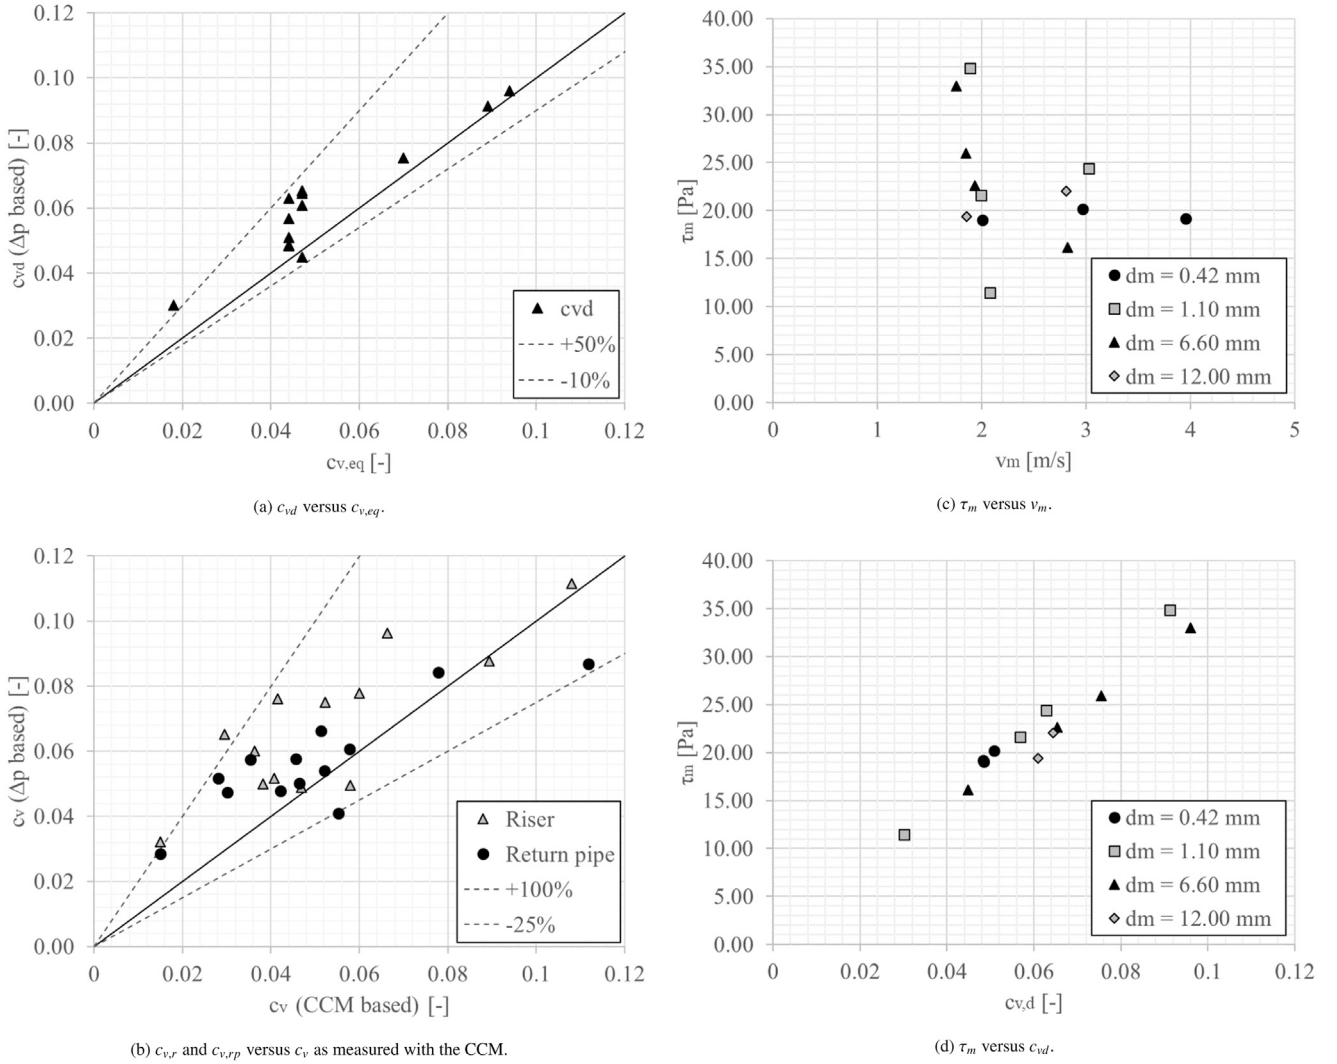 0.12
0.10
0.08
0.06
0.04
0.02
0.00
cvd (Δp based) [-]
cvd
+50%
-10%
0 0.02 0.04 0.06 0.08 0.1 0.12
cv,eq [-]
(a) cvd versus cv,eq.
40.00
35.00
30.00
25.00
20.00
15.00
10.00
5.00
0.00
τm [Pa]
dm = 0.42 mm
dm = 1.10 mm
dm = 6.60 mm
dm = 12.00 mm
0 1 2 3 4 5
vm [m/s]
(c) τm versus vm.
0.12
0.10
0.08
0.06
0.04
0.02
0.00
cv (Δp based) [-]
Riser
Return pipe
+100%
-25%
0 0.02 0.04 0.06 0.08 0.1 0.12
cv (CCM based) [-]
(b) cv,r and cv,rp versus cv as measured with the CCM.
40.00
35.00
30.00
25.00
20.00
15.00
10.00
5.00
0.00
τm [Pa]
dm = 0.42 mm
dm = 1.10 mm
dm = 6.60 mm
dm = 12.00 mm
0 0.02 0.04 0.06 0.08 0.1 0.12
cv,d [-]
(d) τm versus cvd.